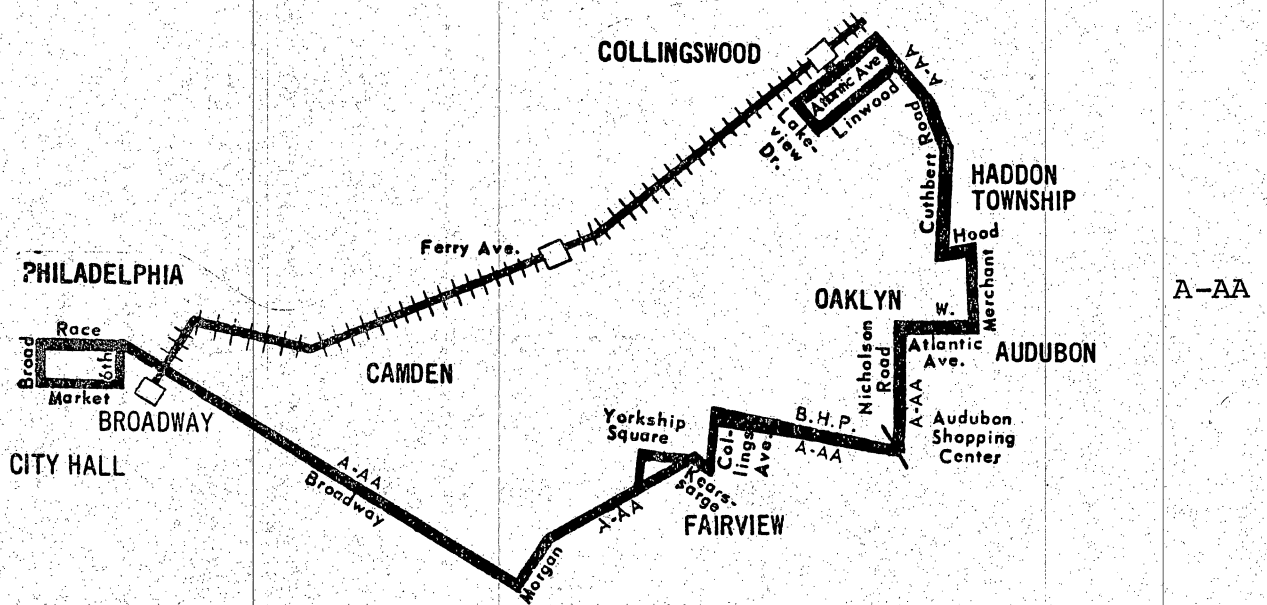 COLLINGSWOOD
A-AA
Atlantic Ave
Linwood
Lake-
view
Dr.
Cuthbert Road
HADDON
TOWNSHIP
Hood
Merchant
Ferry Ave.
PHILADELPHIA
OAKLYN
W.
Atlantic
Ave.
AUDUBON
A-AA
Race
Broad
6th
Market
CAMDEN
Nicholson
Road
A-AA
BROADWAY
Yorkship
Square
Col-
lings
Ave.
B.H.P.
A-AA
Audubon
Shopping
Center
CITY HALL
A-AA
Broadway
Kears-
sarge
A-AA
FAIRVIEW
Morgan